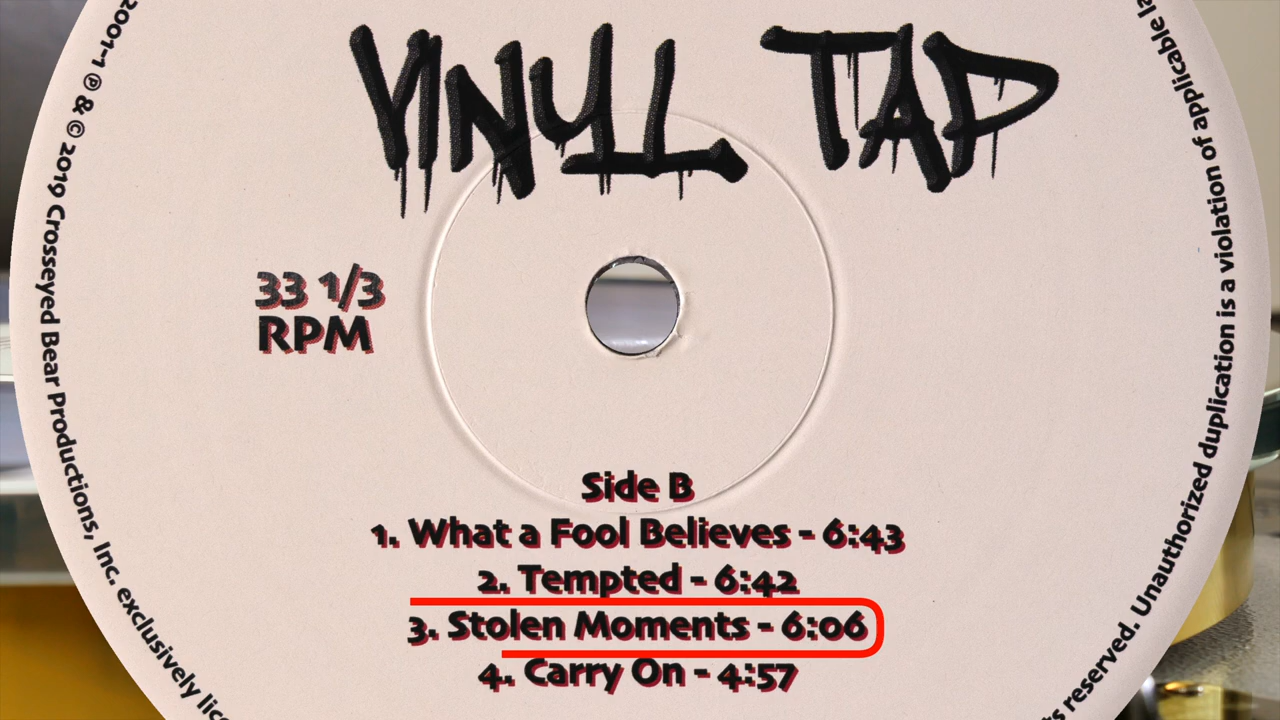 VINYL TAP
2001-1 ℗ & © 2019 Crosseyed Bear Productions, Inc. exclusively
reserved. Unauthorized duplication is a violation of applicable
33 1/3
RPM
Side B
1. What a Fool Believes - 6:43
2. Tempted - 6:42
3. Stolen Moments - 6:06
4. Carry On - 4:57